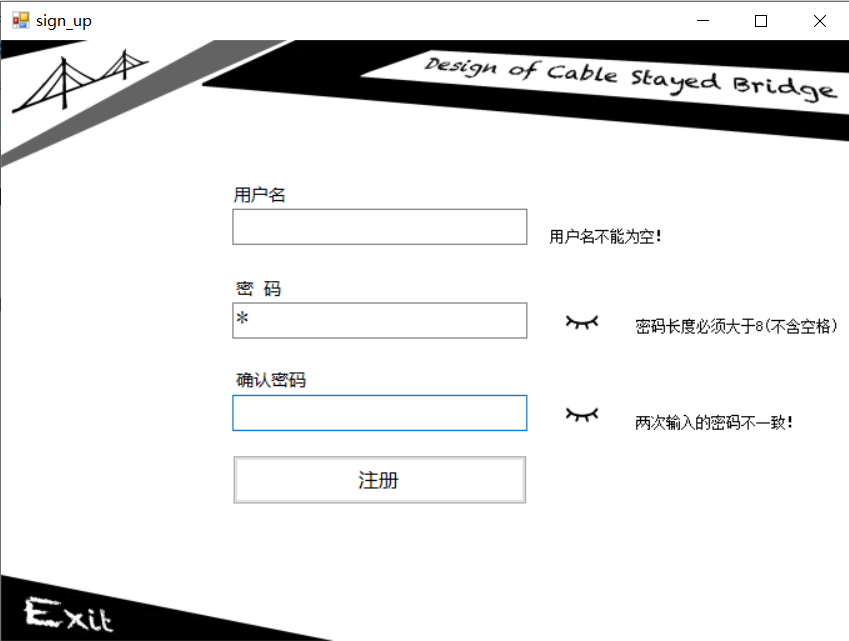 sign_up
Design of Cable Stayed Bridge
用户名
用户名不能为空!
密 码
*
密码长度必须大于8(不含空格)
确认密码
两次输入的密码不一致!
注册
Exit